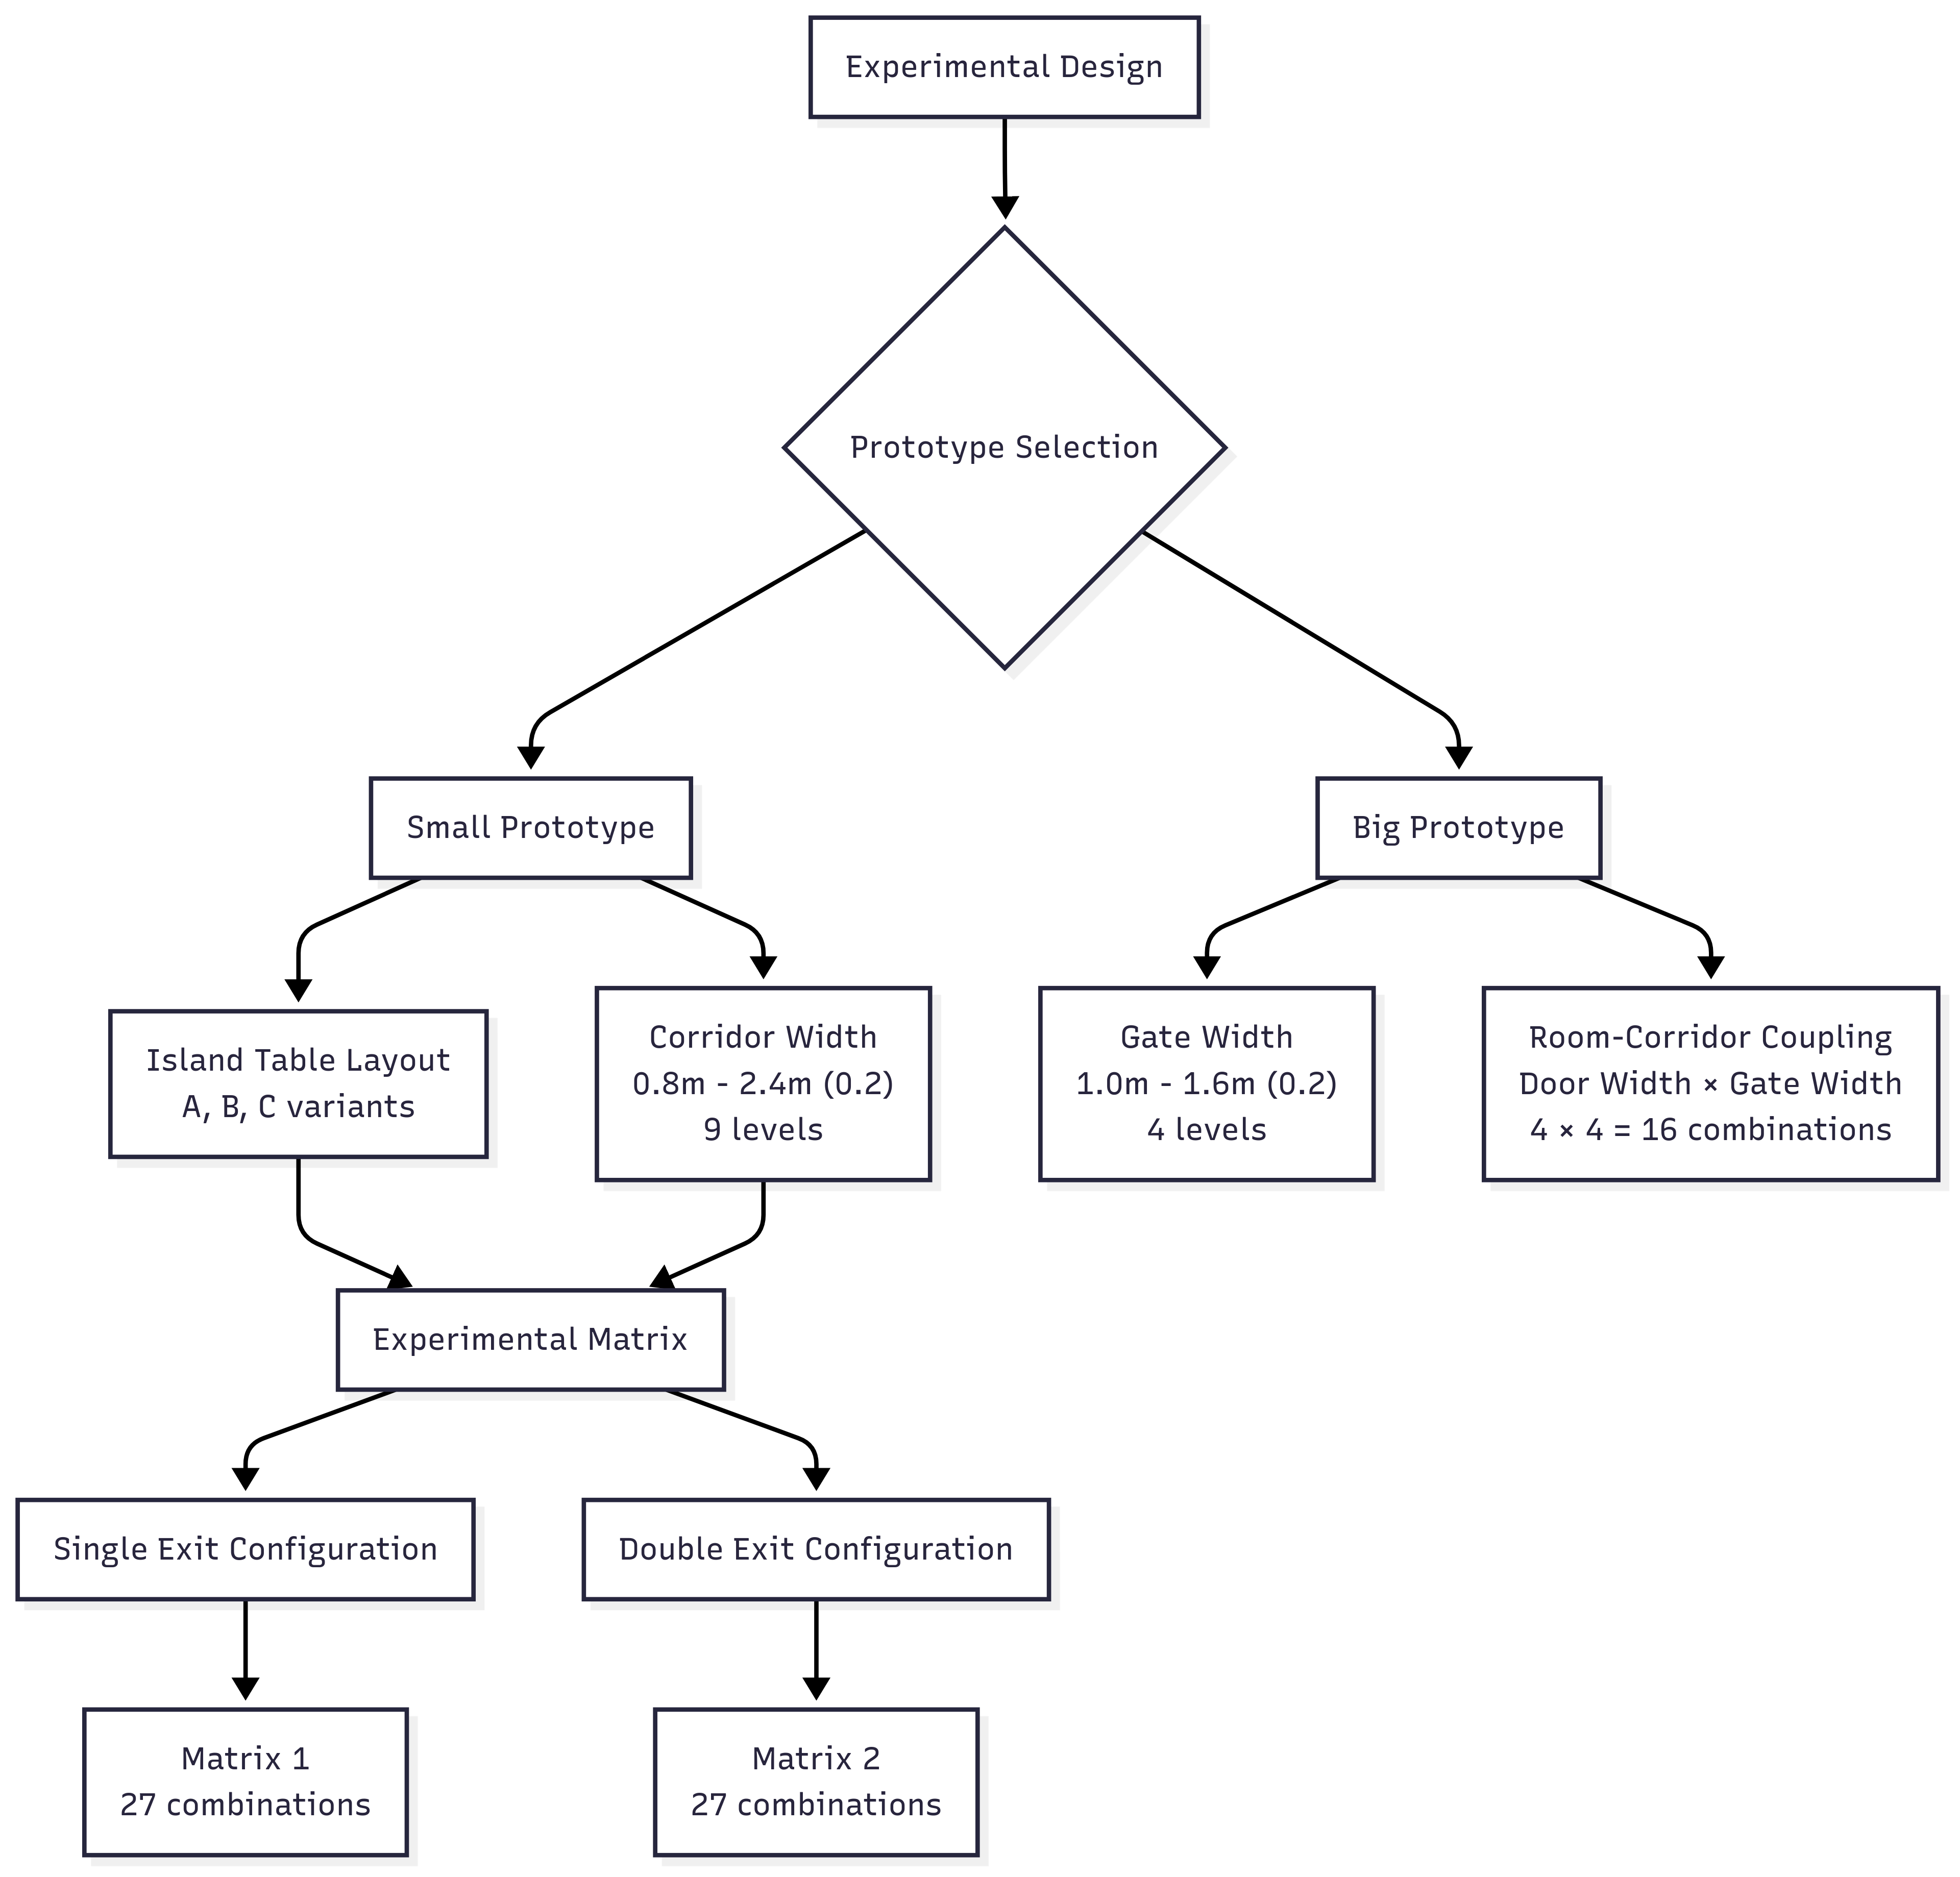 Experimental Design
Prototype Selection
Small Prototype
Big Prototype
Island Table Layout
A, B, C variants
Corridor Width
0.8m - 2.4m (0.2)
9 levels
Gate Width
1.0m - 1.6m (0.2)
4 levels
Room-Corridor Coupling
Door Width × Gate Width
4 × 4 = 16 combinations
Experimental Matrix
Single Exit Configuration
Double Exit Configuration
Matrix 1
27 combinations
Matrix 2
27 combinations